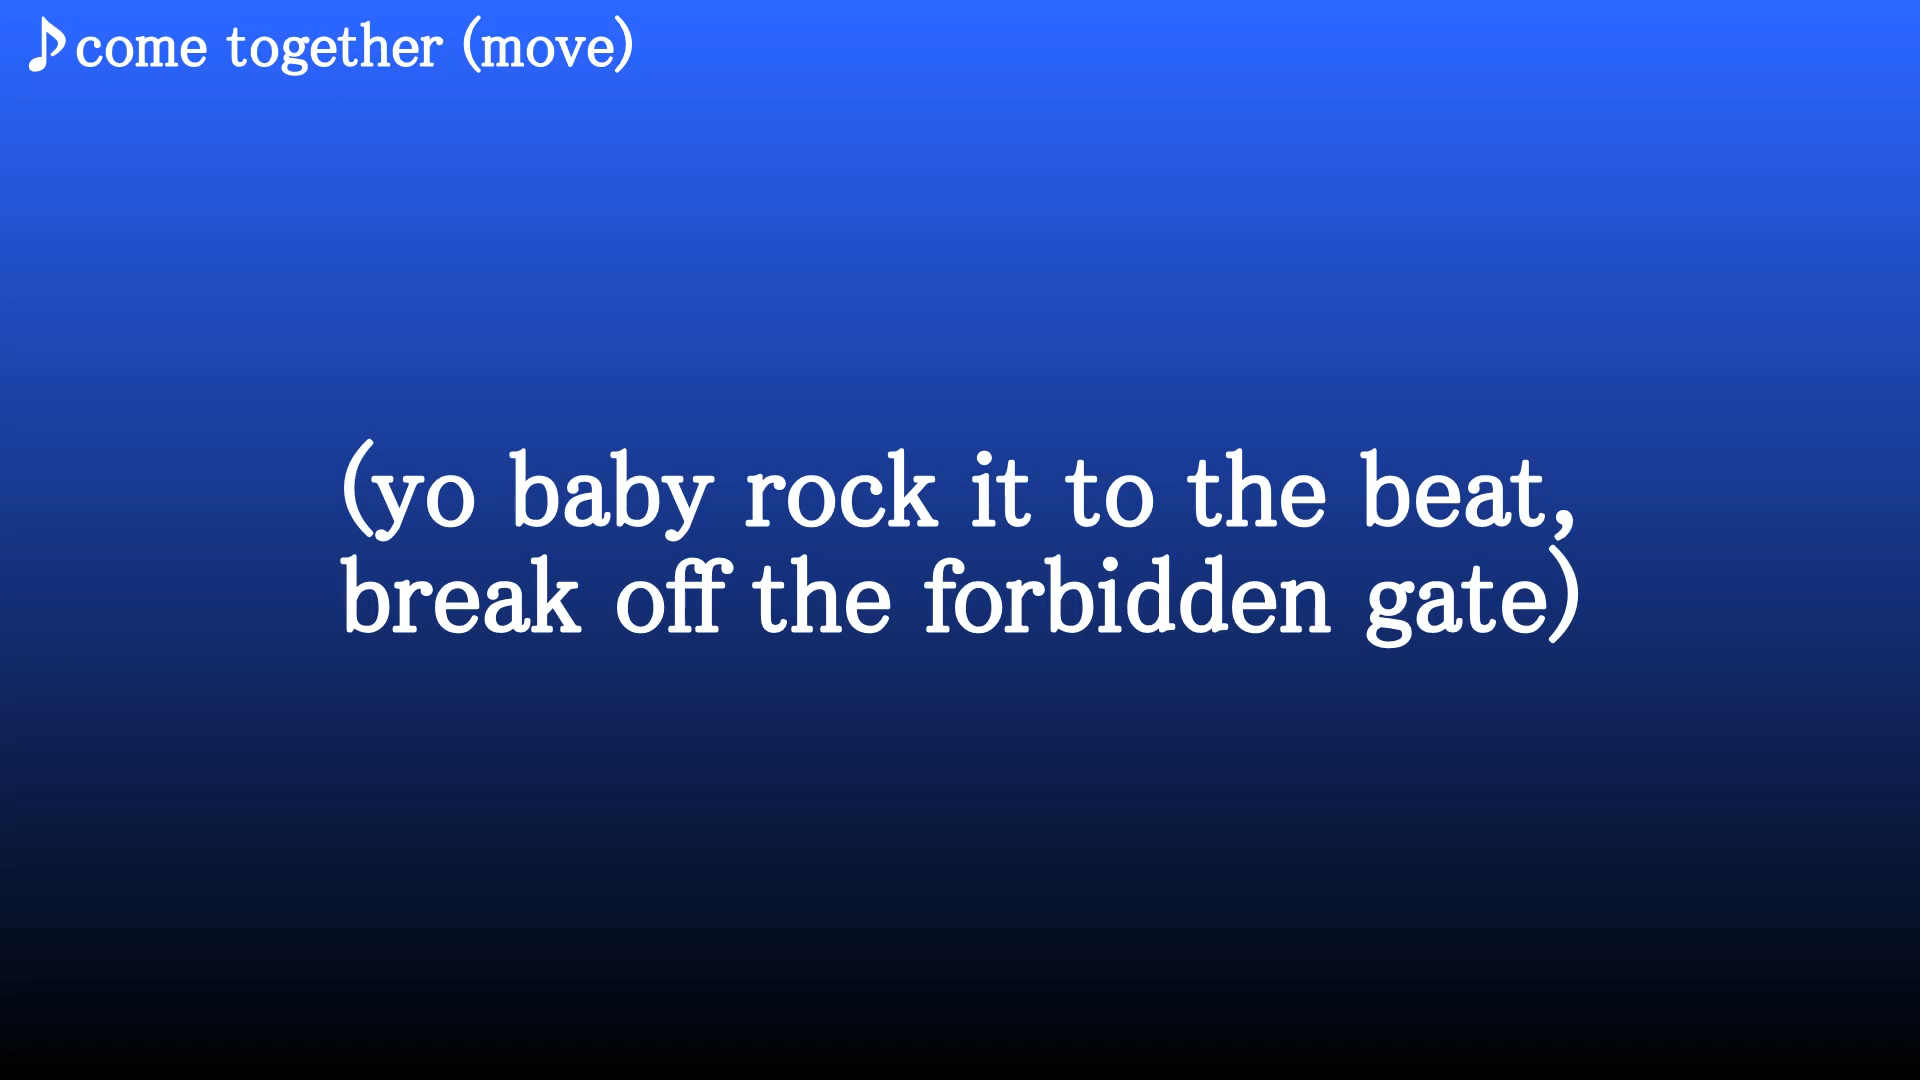 ♪come together (move)
(yo baby rock it to the beat,
break off the forbidden gate)